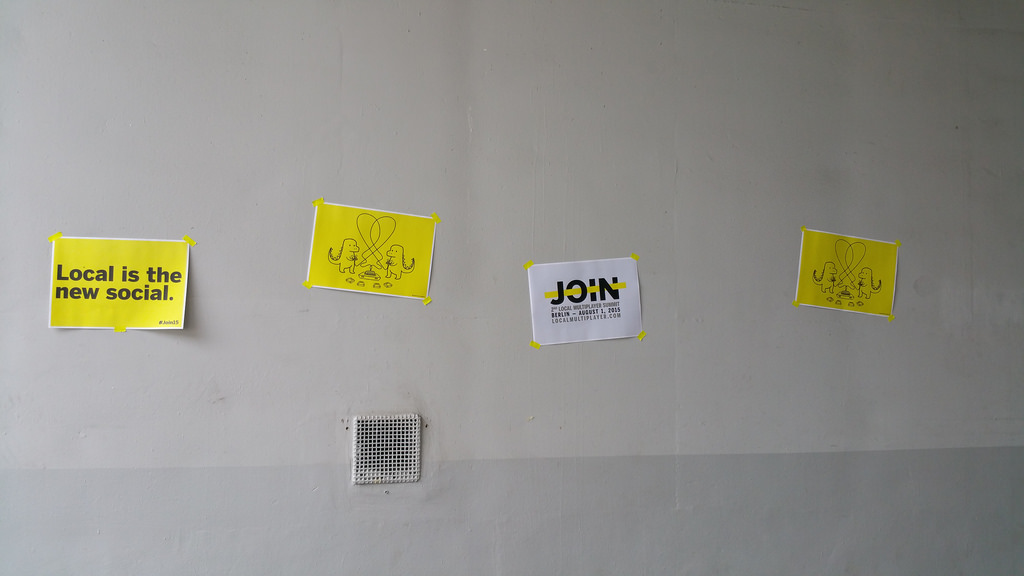 Local is the
new social.
#Join15
JOIN
2ND LOCAL MULTIPLAYER SUMMIT
BERLIN — AUGUST 1, 2015
LOCALMULTIPLAYER.COM